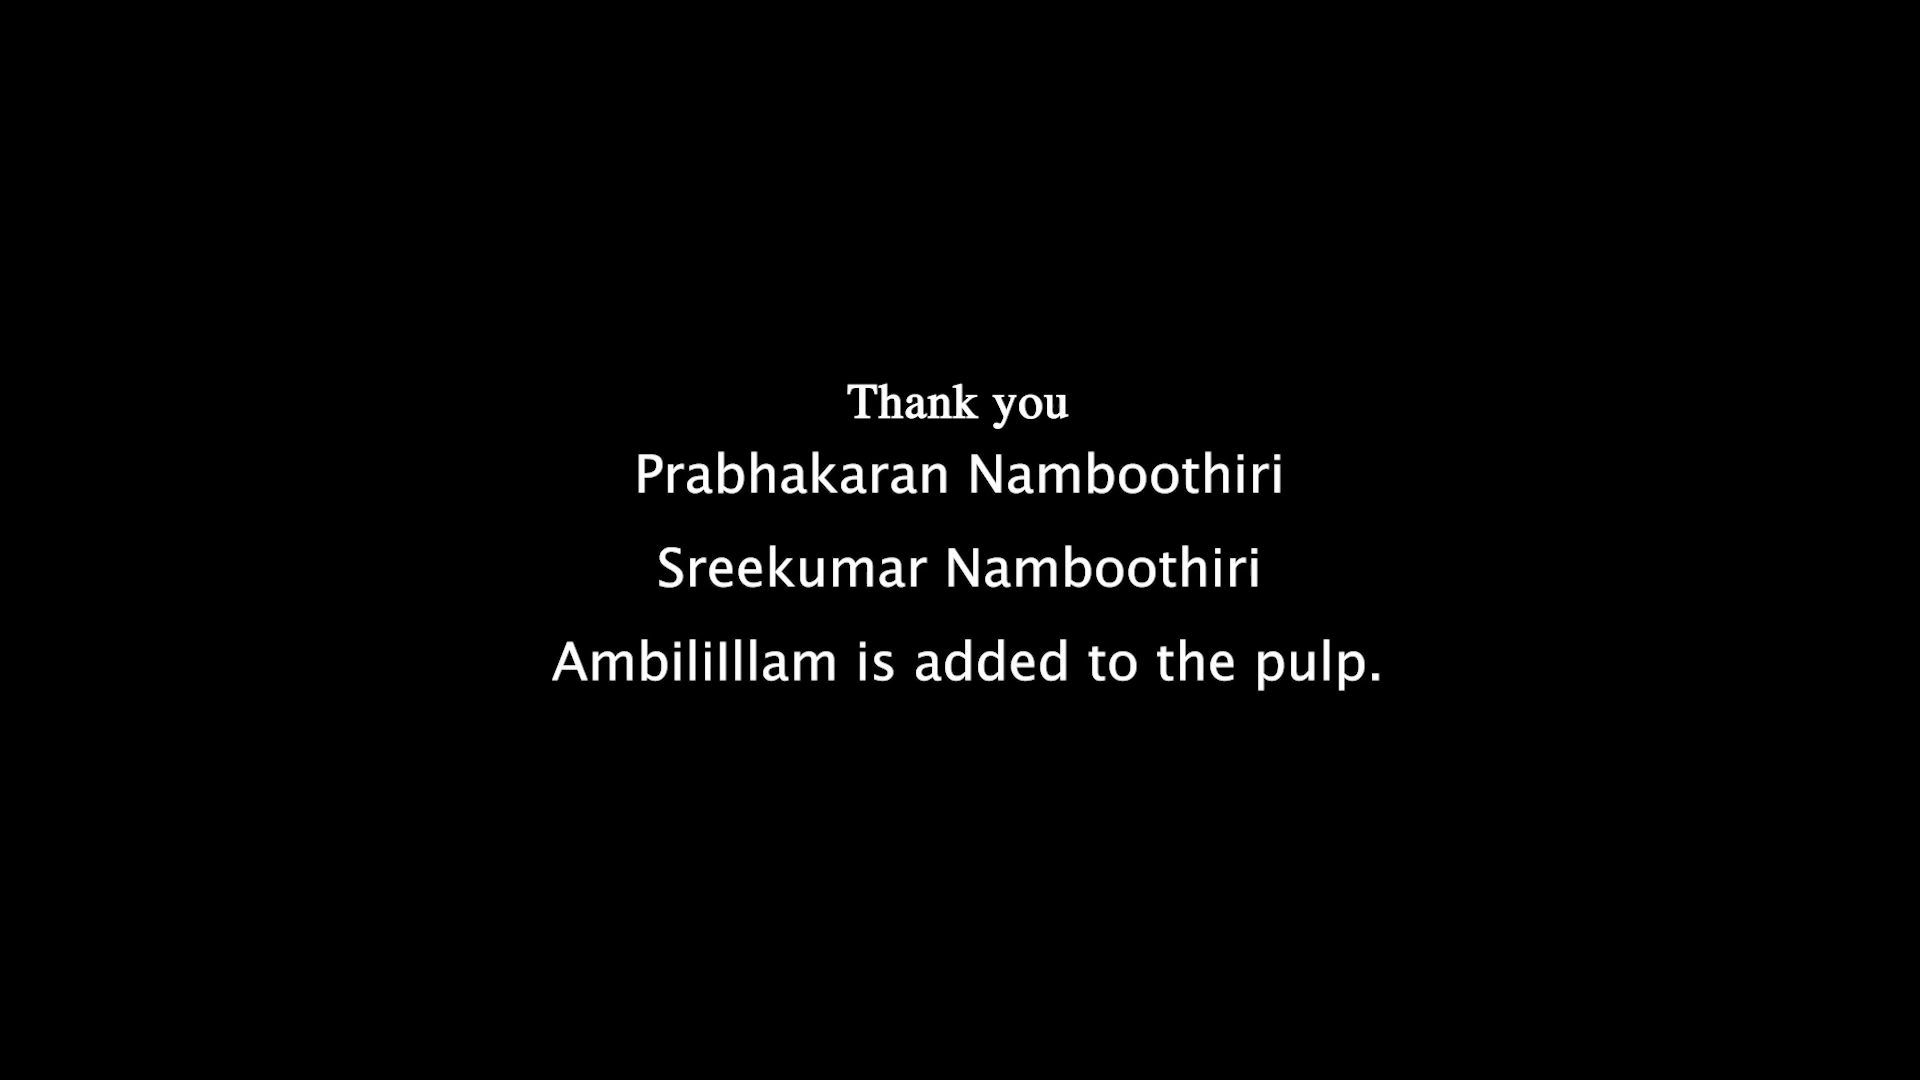 Thank you
Prabhakaran Namboothiri
Sreekumar Namboothiri
AmbiliIllam is added to the pulp.